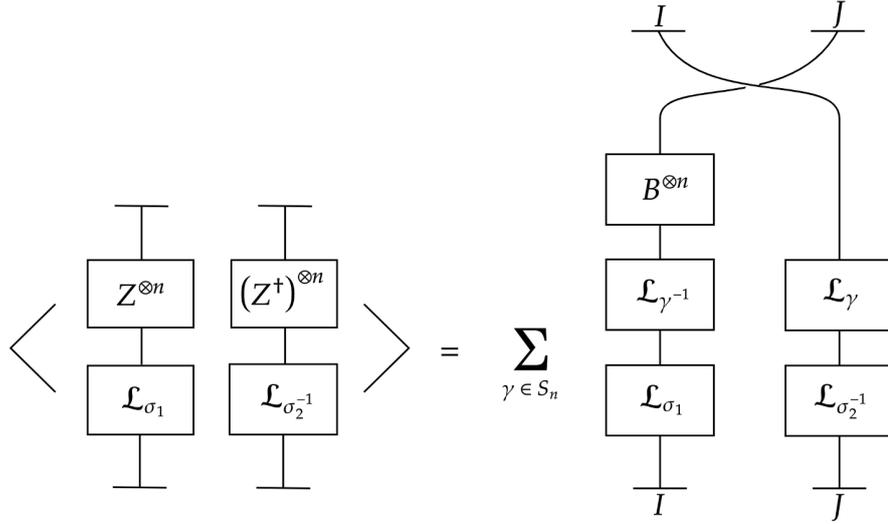 I J
B^{⊗n}
Z^{⊗n} (Z^†)^{⊗n} 𝕷_{γ^{-1}} 𝕷_γ
= ∑_{γ ∈ S_n}
𝕷_{σ_1} 𝕷_{σ_2^{-1}} 𝕷_{σ_1} 𝕷_{σ_2^{-1}}
I J